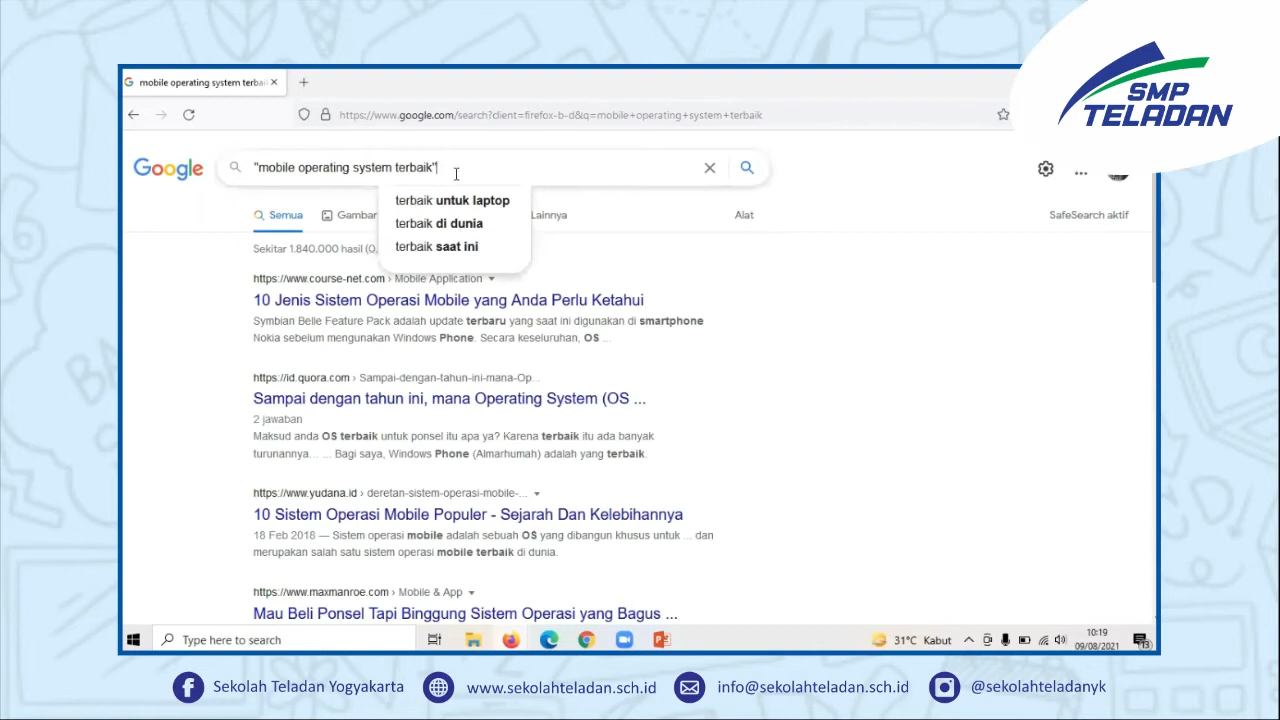 mobile operating system terbai
SMP
TELADAN
https://www.google.com/search?client=firefox-b-d&q=mobile+operating+system+terbaik
Google
"mobile operating system terbaik"
terbaik untuk laptop
terbaik di dunia
terbaik saat ini
Semua
Gambar
Lainnya
Alat
SafeSearch aktif
Sekitar 1.840.000 hasil (0,
https://www.course-net.com › Mobile Application
10 Jenis Sistem Operasi Mobile yang Anda Perlu Ketahui
Symbian Belle Feature Pack adalah update terbaru yang saat ini digunakan di smartphone
Nokia sebelum mengunakan Windows Phone. Secara keseluruhan, OS ...
https://id.quora.com › Sampai-dengan-tahun-ini-mana-Op...
Sampai dengan tahun ini, mana Operating System (OS ...
2 jawaban
Maksud anda OS terbaik untuk ponsel itu apa ya? Karena terbaik itu ada banyak
turunannya... ... Bagi saya, Windows Phone (Almarhumah) adalah yang terbaik.
https://www.yudana.id › deretan-sistem-operasi-mobile-...
10 Sistem Operasi Mobile Populer - Sejarah Dan Kelebihannya
18 Feb 2018 — Sistem operasi mobile adalah sebuah OS yang dibangun khusus untuk ... dan
merupakan salah satu sistem operasi mobile terbaik di dunia.
https://www.maxmanroe.com › Mobile & App
Mau Beli Ponsel Tapi Binggung Sistem Operasi yang Bagus ...
Type here to search
31°C Kabut
10:19
09/08/2021
13
Sekolah Teladan Yogyakarta
www.sekolahteladan.sch.id
info@sekolahteladan.sch.id
@sekolahteladanyk